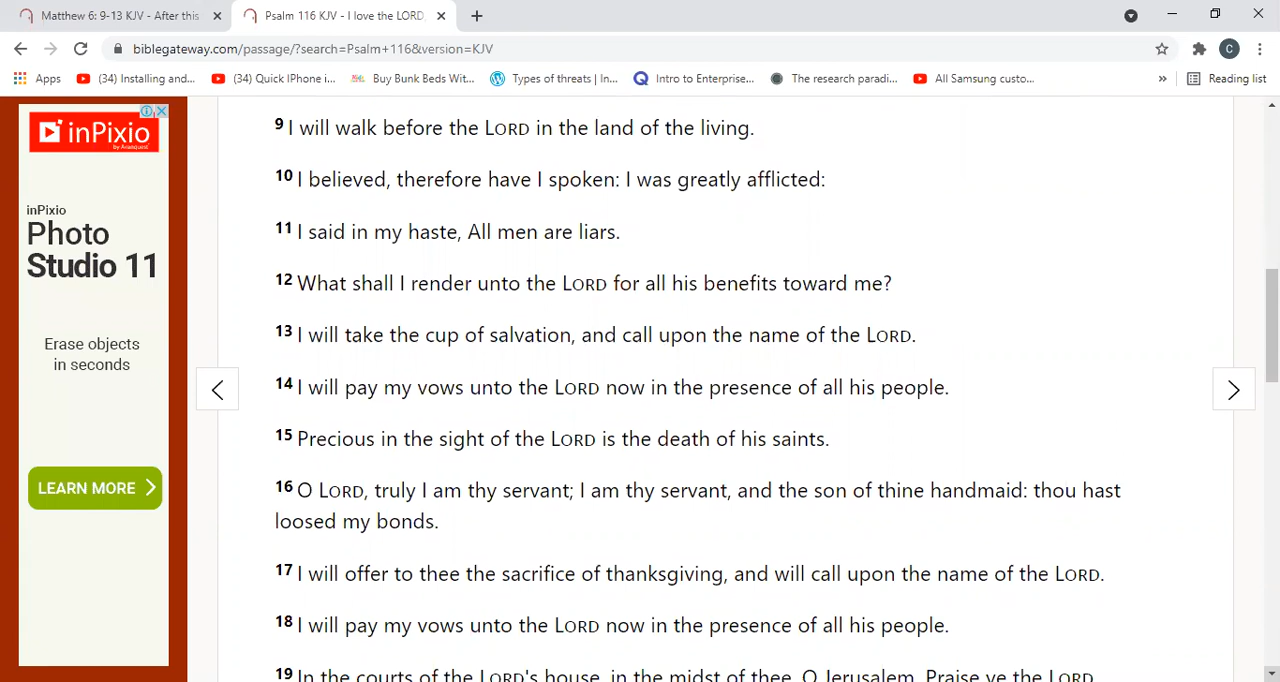 Matthew 6: 9-13 KJV - After this
Psalm 116 KJV - I love the LORD,
biblegateway.com/passage/?search=Psalm+116&version=KJV
C
Apps
(34) Installing and...
(34) Quick IPhone i...
Buy Bunk Beds Wit...
Types of threats | In...
Intro to Enterprise...
The research paradi...
All Samsung custo...
»
Reading list
inPixio
by Avanquest
inPixio
Photo
Studio 11
Erase objects
in seconds
LEARN MORE
9 I will walk before the LORD in the land of the living.
10 I believed, therefore have I spoken: I was greatly afflicted:
11 I said in my haste, All men are liars.
12 What shall I render unto the LORD for all his benefits toward me?
13 I will take the cup of salvation, and call upon the name of the LORD.
14 I will pay my vows unto the LORD now in the presence of all his people.
15 Precious in the sight of the LORD is the death of his saints.
16 O LORD, truly I am thy servant; I am thy servant, and the son of thine handmaid: thou hast
loosed my bonds.
17 I will offer to thee the sacrifice of thanksgiving, and will call upon the name of the LORD.
18 I will pay my vows unto the LORD now in the presence of all his people.
19 In the courts of the LORD's house, in the midst of thee, O Jerusalem. Praise ye the LORD.